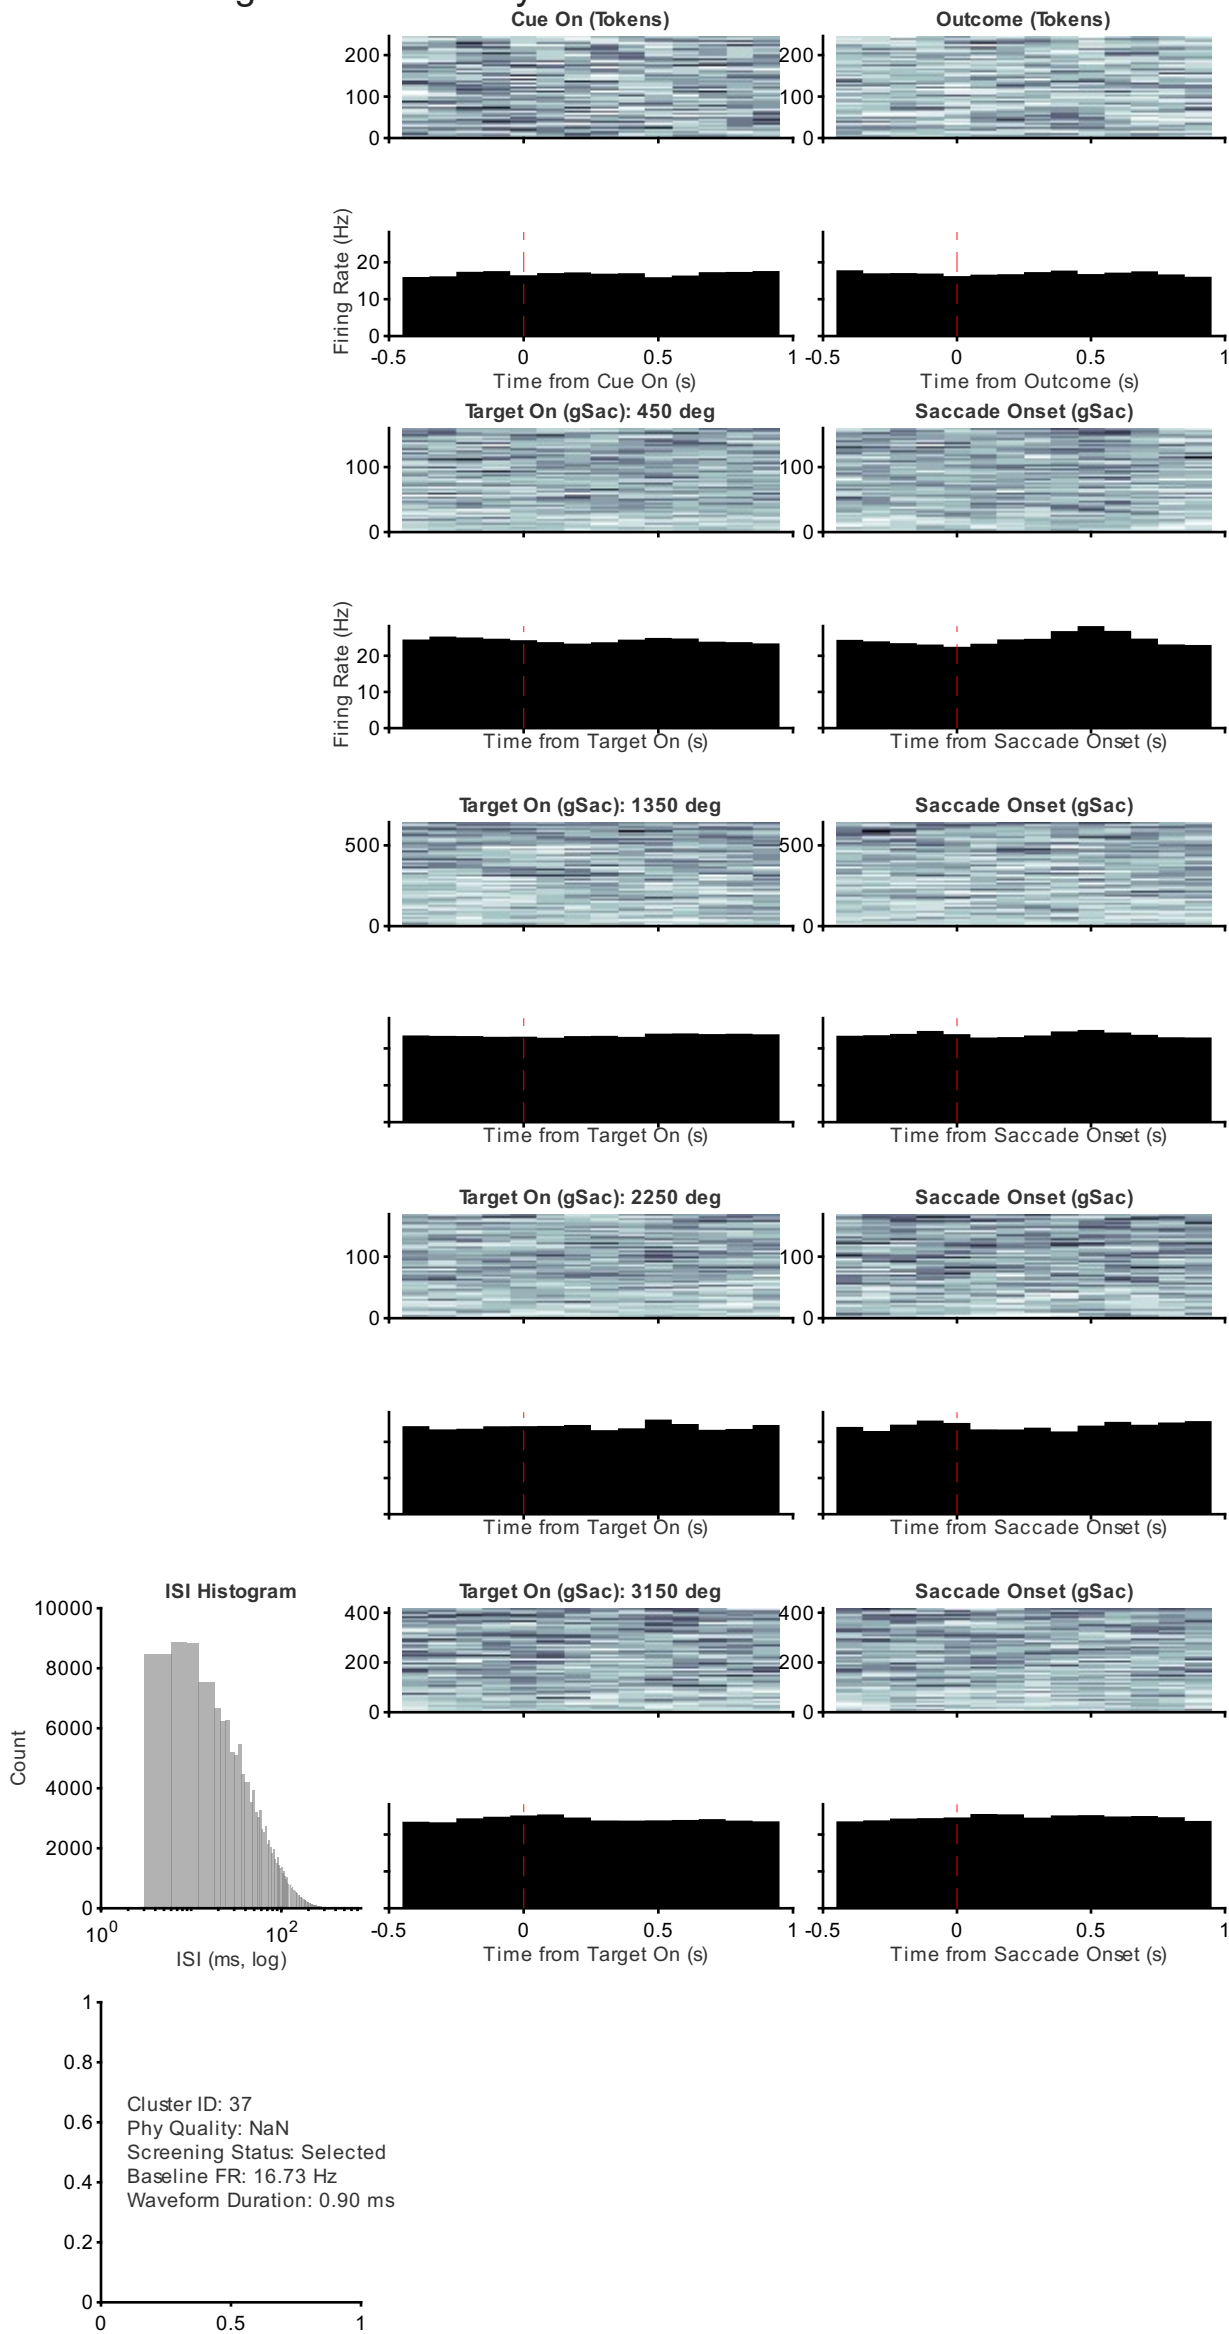 Cue On (Tokens)
Outcome (Tokens)
200
100
0
200
100
0
Firing Rate (Hz)
20
10
0
-0.5
0
0.5
1
-0.5
0
0.5
1
Time from Cue On (s)
Time from Outcome (s)
Target On (gSac): 450 deg
Saccade Onset (gSac)
100
0
100
0
Firing Rate (Hz)
20
10
0
Time from Target On (s)
Time from Saccade Onset (s)
Target On (gSac): 1350 deg
Saccade Onset (gSac)
500
0
500
0
Time from Target On (s)
Time from Saccade Onset (s)
Target On (gSac): 2250 deg
Saccade Onset (gSac)
100
0
100
0
Time from Target On (s)
Time from Saccade Onset (s)
ISI Histogram
10000
8000
6000
4000
2000
0
Count
10^0
10^2
ISI (ms, log)
Target On (gSac): 3150 deg
Saccade Onset (gSac)
400
200
0
400
200
0
-0.5
0
0.5
1
-0.5
0
0.5
1
Time from Target On (s)
Time from Saccade Onset (s)
1
0.8
0.6
0.4
0.2
0
Cluster ID: 37
Phy Quality: NaN
Screening Status: Selected
Baseline FR: 16.73 Hz
Waveform Duration: 0.90 ms
0
0.5
1